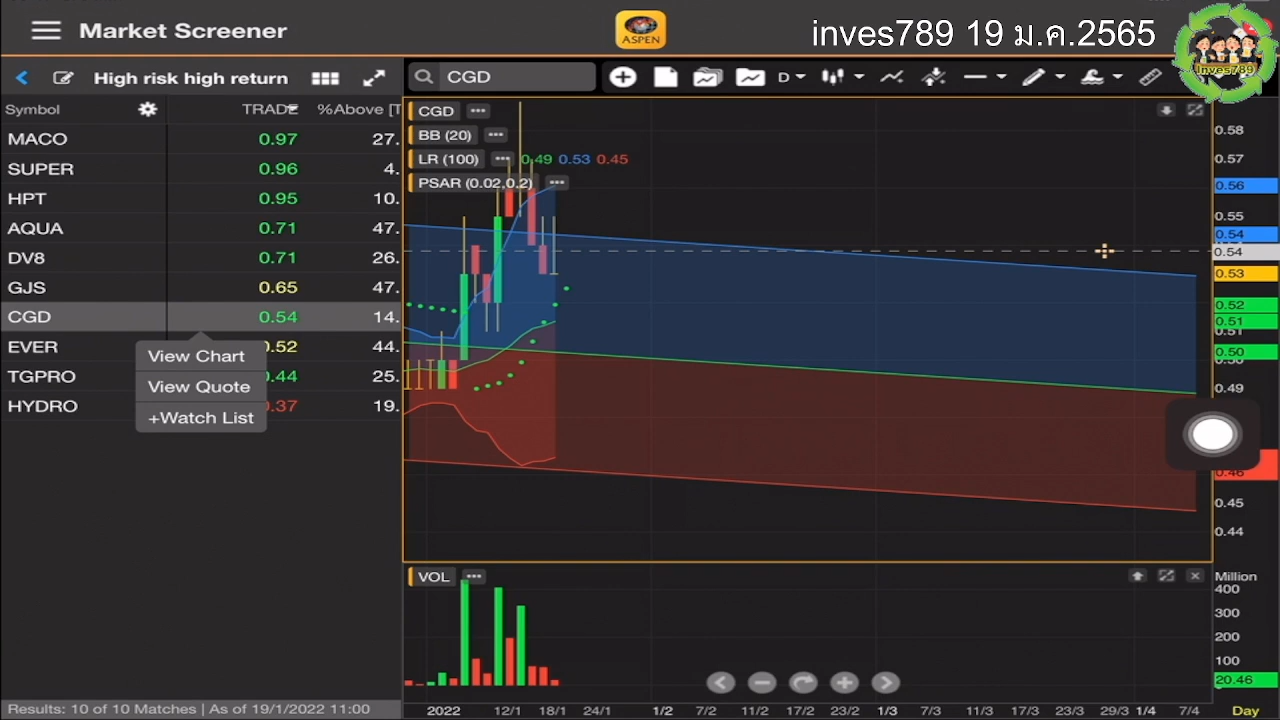 Market Screener
ASPEN
inves789 19 ม.ค.2565
Inves789
High risk high return
CGD
D
Symbol TRADE %Above [T
MACO 0.97 27.
SUPER 0.96 4.
HPT 0.95 10.
AQUA 0.71 47.
DV8 0.71 26.
GJS 0.65 47.
CGD 0.54 14.
EVER 0.52 44.
TGPRO 0.44 25.
HYDRO 0.37 19.
View Chart
View Quote
+Watch List
Results: 10 of 10 Matches | As of 19/1/2022 11:00
CGD
BB (20)
LR (100) 0.49 0.53 0.45
PSAR (0.02,0.2)
0.58
0.57
0.56
0.55
0.54
0.54
0.53
0.52
0.51
0.51
0.50
0.50
0.49
0.46
0.45
0.44
VOL
Million
400
300
200
100
20.46
2022 12/1 18/1 24/1 1/2 7/2 11/2 17/2 23/2 1/3 7/3 11/3 17/3 23/3 29/3 1/4 7/4 Day